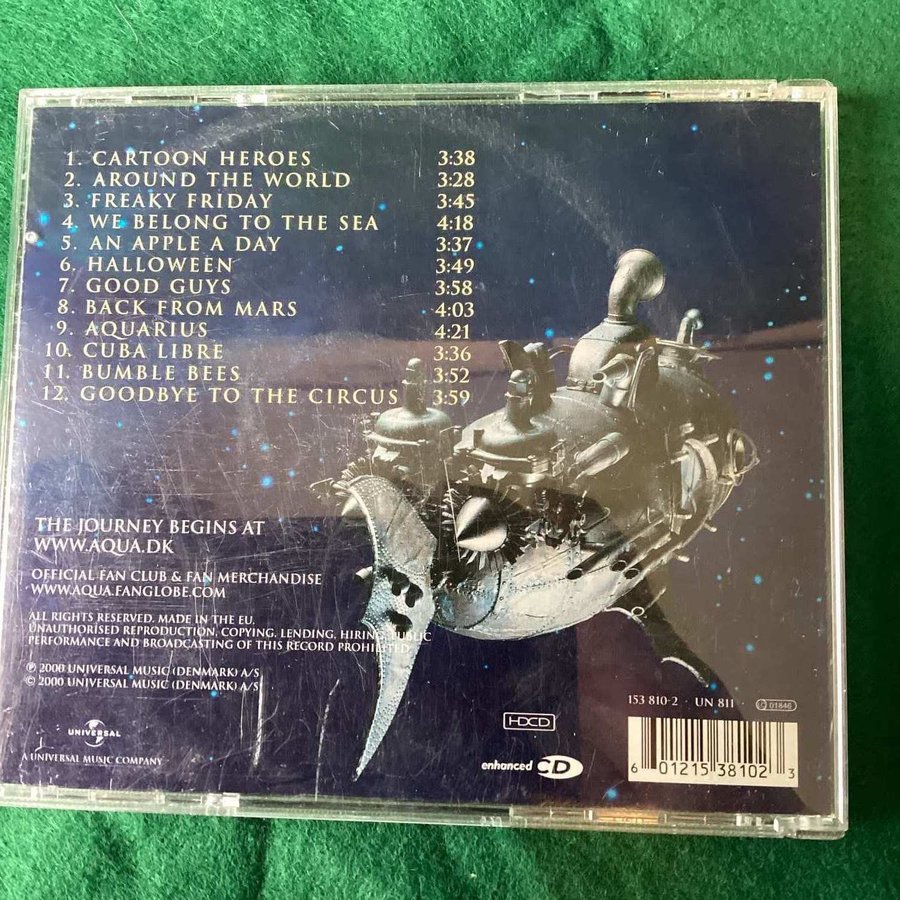 1. CARTOON HEROES 3:38
2. AROUND THE WORLD 3:28
3. FREAKY FRIDAY 3:45
4. WE BELONG TO THE SEA 4:18
5. AN APPLE A DAY 3:37
6. HALLOWEEN 3:49
7. GOOD GUYS 3:58
8. BACK FROM MARS 4:03
9. AQUARIUS 4:21
10. CUBA LIBRE 3:36
11. BUMBLE BEES 3:52
12. GOODBYE TO THE CIRCUS 3:59
THE JOURNEY BEGINS AT
WWW.AQUA.DK
OFFICIAL FAN CLUB & FAN MERCHANDISE
WWW.AQUA.FANGLOBE.COM
ALL RIGHTS RESERVED. MADE IN THE EU.
UNAUTHORISED REPRODUCTION, COPYING, LENDING, HIRING, PUBLIC
PERFORMANCE AND BROADCASTING OF THIS RECORD PROHIBITED
℗ 2000 UNIVERSAL MUSIC (DENMARK) A/S
© 2000 UNIVERSAL MUSIC (DENMARK) A/S
UNIVERSAL
A UNIVERSAL MUSIC COMPANY
HDCD
enhanced CD
153 810-2 · UN 811 LC 01846
6 01215 38102 3